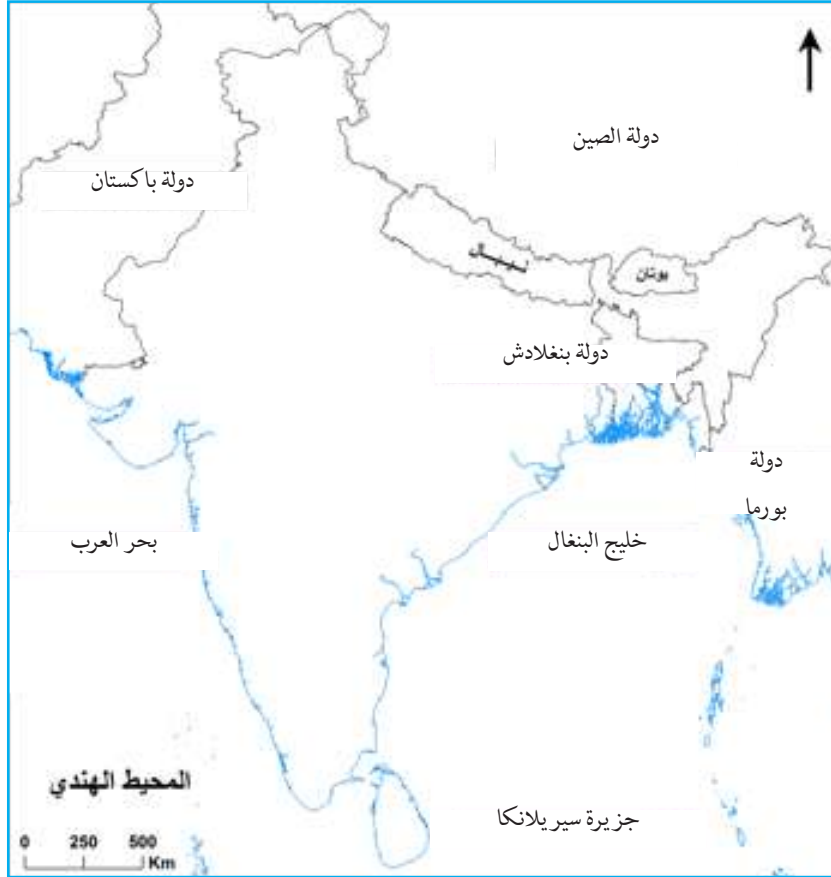 دولة الصين
دولة باكستان
نيبال
بوتان
دولة بنغلادش
دولة
بورما
بحر العرب
خليج البنغال
المحيط الهندي
جزيرة سيريلانكا
0 250 500
Km